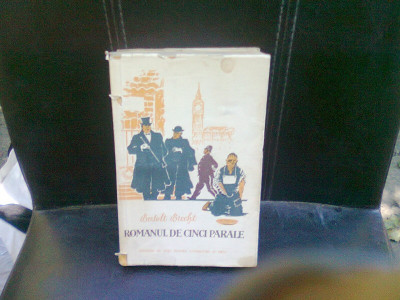 Bertolt Brecht
ROMANUL DE CINCI PARALE